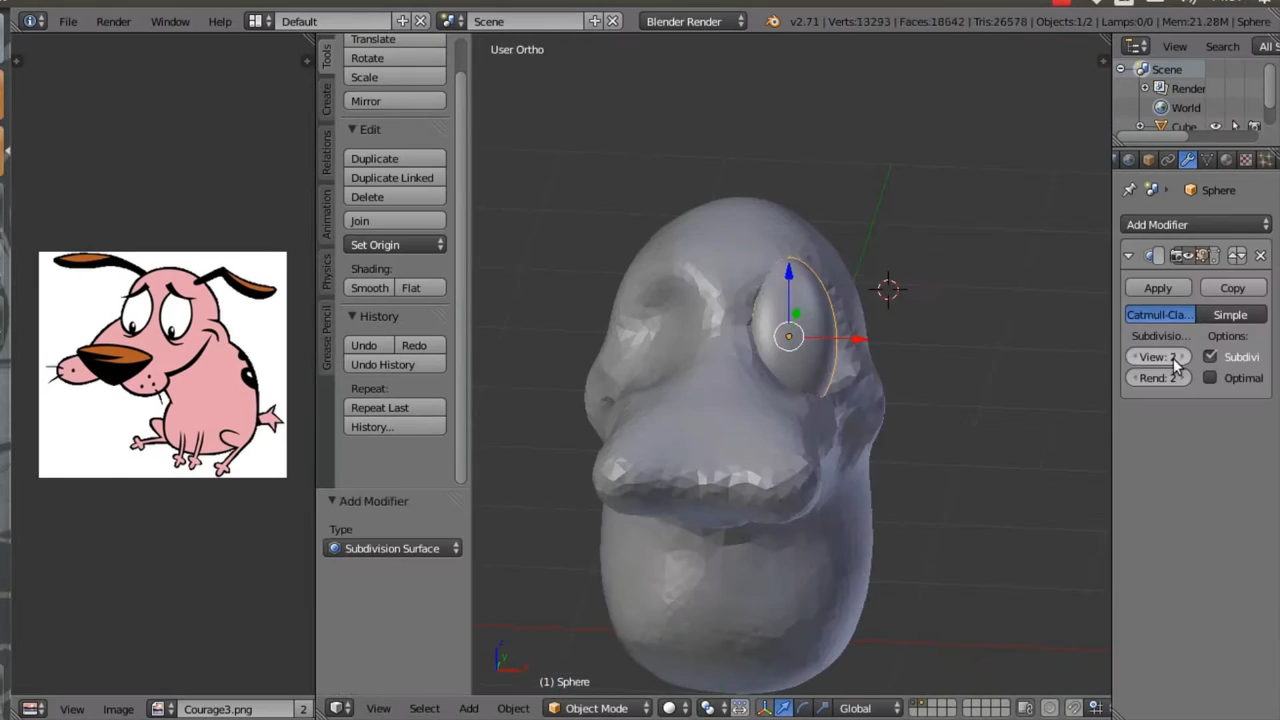 File Render Window Help Default Scene Blender Render v2.71 | Verts:13293 | Faces:18642 | Tris:26578 | Objects:1/2 | Lamps:0/0 | Mem:21.28M | Sphere
Translate
Rotate
Scale
Mirror
Edit
Duplicate
Duplicate Linked
Delete
Join
Set Origin
Shading:
Smooth Flat
History
Undo Redo
Undo History
Repeat:
Repeat Last
History...
Add Modifier
Type
Subdivision Surface
Tools
Create
Relations
Animation
Physics
Grease Pencil
User Ortho
(1) Sphere
View Search All S
Scene
Render
World
Cube
Sphere
Add Modifier
Apply Copy
Catmull-Cla... Simple
Subdivisio... Options:
View: 2 Subdivi
Rend: 2 Optimal
View Image Courage3.png 2
View Select Add Object Object Mode Global